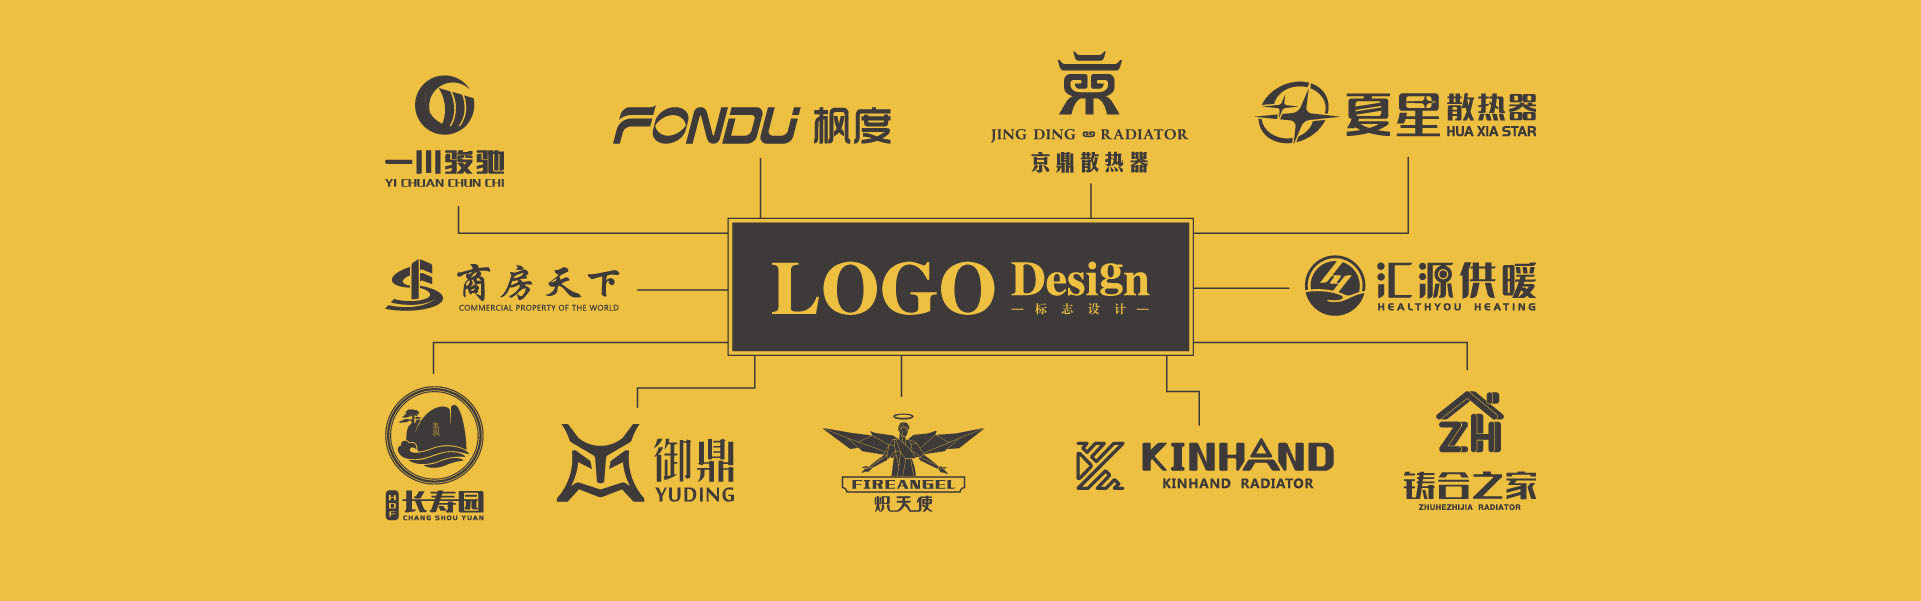 一川骏驰
YI CHUAN CHUN CHI
FONDU 枫度
JING DING RADIATOR
京鼎散热器
夏星散热器
HUA XIA STAR
商房天下
COMMERCIAL PROPERTY OF THE WORLD
LOGO Design
标志设计
hy
汇源供暖
HEALTHYOU HEATING
HDF 长寿园
CHANG SHOU YUAN
御鼎
YUDING
FIREANGEL
炽天使
KINHAND
KINHAND RADIATOR
ZH
铸合之家
ZHUHEZHIJIA RADIATOR